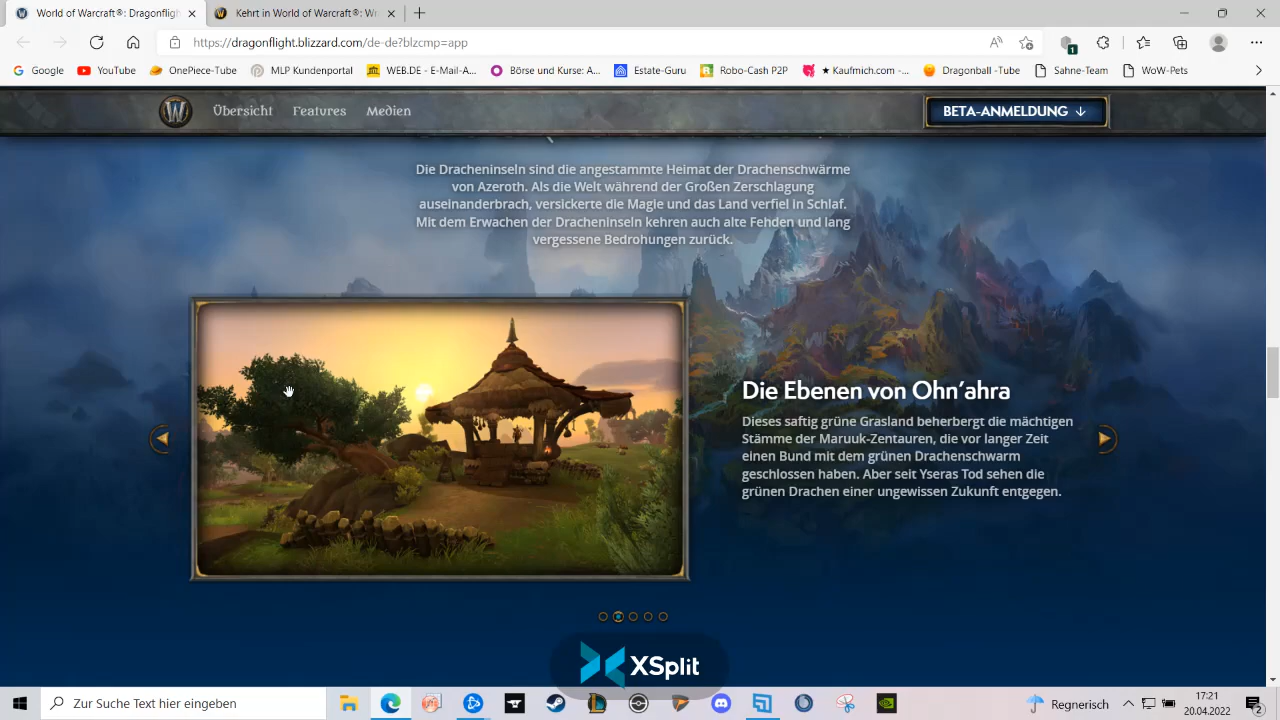 World of Warcraft: Dragonflight
Kehrt World of Warcraft®: Wr
https://dragonflight.blizzard.com/de-de?blzcmp=app
Google
YouTube
OnePiece-Tube
MLP Kundenportal
WEB.DE - E-Mail-A...
Börse und Kurse: A...
Estate-Guru
Robo-Cash P2P
★ Kaufmich.com -...
Dragonball -Tube
Sahne-Team
WoW-Pets
Übersicht
Features
Medien
BETA-ANMELDUNG
Die Dracheninseln sind die angestammte Heimat der Drachenschwärme
von Azeroth. Als die Welt während der Großen Zerschlagung
auseinanderbrach, versickerte die Magie und das Land verfiel in Schlaf.
Mit dem Erwachen der Dracheninseln kehren auch alte Fehden und lang
vergessene Bedrohungen zurück.
Die Ebenen von Ohn'ahra
Dieses saftig grüne Grasland beherbergt die mächtigen
Stämme der Maruuk-Zentauren, die vor langer Zeit
einen Bund mit dem grünen Drachenschwarm
geschlossen haben. Aber seit Yseras Tod sehen die
grünen Drachen einer ungewissen Zukunft entgegen.
XSplit
Zur Suche Text hier eingeben
Regnerisch
17:21
20.04.2022